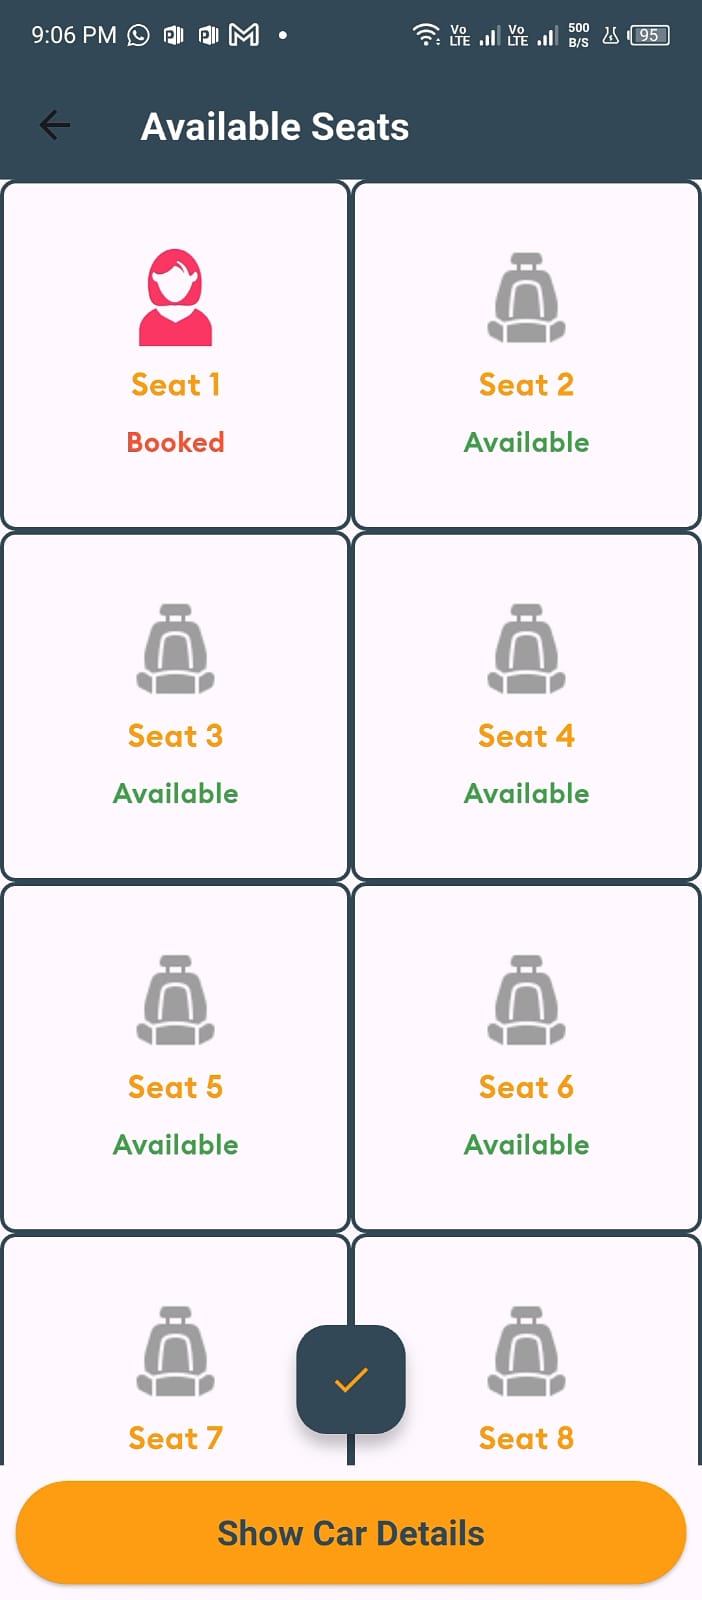 9:06 PM
Vo LTE Vo LTE 500 B/S 95
Available Seats
Seat 1
Booked
Seat 2
Available
Seat 3
Available
Seat 4
Available
Seat 5
Available
Seat 6
Available
Seat 7
Seat 8
Show Car Details